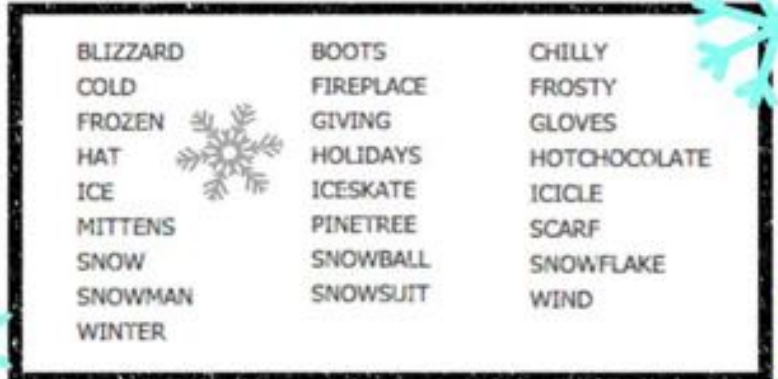 BLIZZARD BOOTS CHILLY
COLD FIREPLACE FROSTY
FROZEN GIVING GLOVES
HAT HOLIDAYS HOTCHOCOLATE
ICE ICESKATE ICICLE
MITTENS PINETREE SCARF
SNOW SNOWBALL SNOWFLAKE
SNOWMAN SNOWSUIT WIND
WINTER